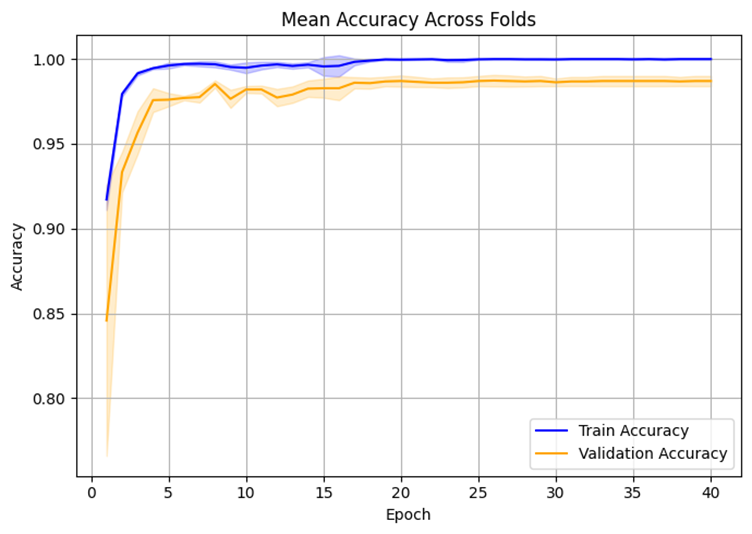 Mean Accuracy Across Folds
1.00
0.95
0.90
0.85
0.80
Accuracy
Train Accuracy
Validation Accuracy
0 5 10 15 20 25 30 35 40
Epoch